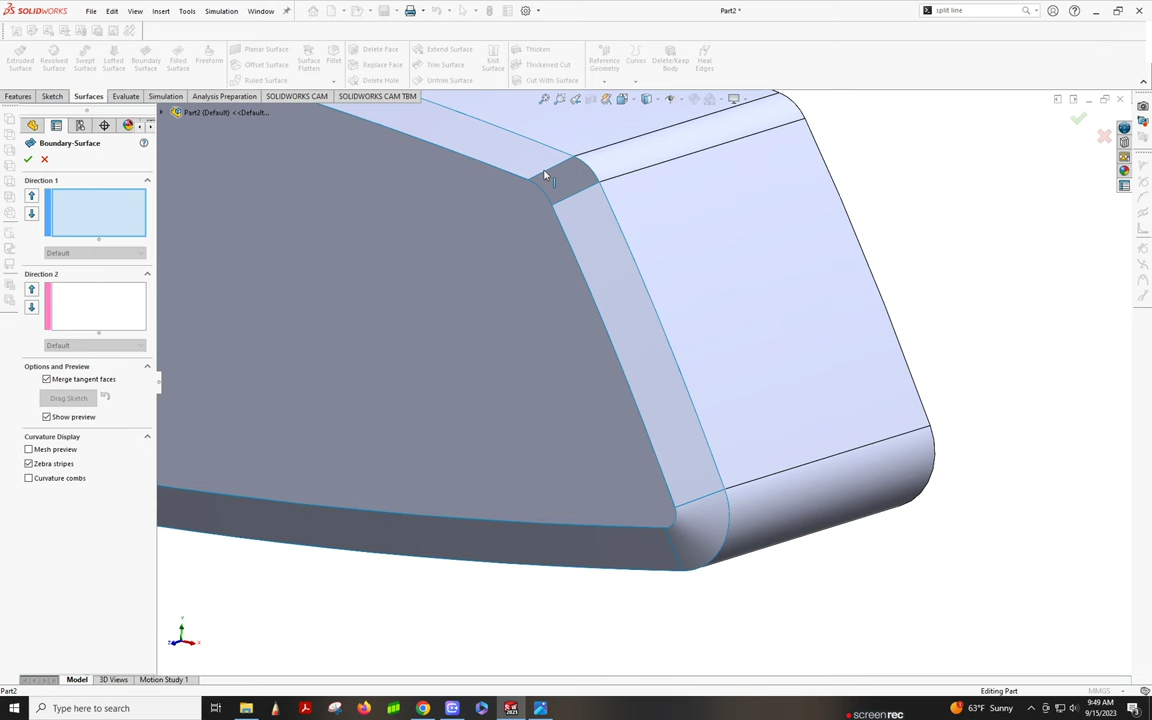 SOLIDWORKS File Edit View Insert Tools Simulation Window Part2 * split line
Extruded Surface Revolved Surface Swept Surface Lofted Surface Boundary Surface Filled Surface Freeform Planar Surface Offset Surface Ruled Surface Surface Flatten Fillet Delete Face Replace Face Delete Hole Extend Surface Trim Surface Untrim Surface Knit Surface Thicken Thickened Cut Cut With Surface Reference Geometry Curves Delete/Keep Body Heal Edges
Features Sketch Surfaces Evaluate Simulation Analysis Preparation SOLIDWORKS CAM SOLIDWORKS CAM TBM
Part2 (Default) <<Default...
Boundary-Surface
Direction 1
Default
Direction 2
Default
Options and Preview
Merge tangent faces
Drag Sketch
Show preview
Curvature Display
Mesh preview
Zebra stripes
Curvature combs
Y
Z X
Model 3D Views Motion Study 1
Part2 Editing Part MMGS
Type here to search
63°F Sunny
9:49 AM
9/15/2023
screenrec